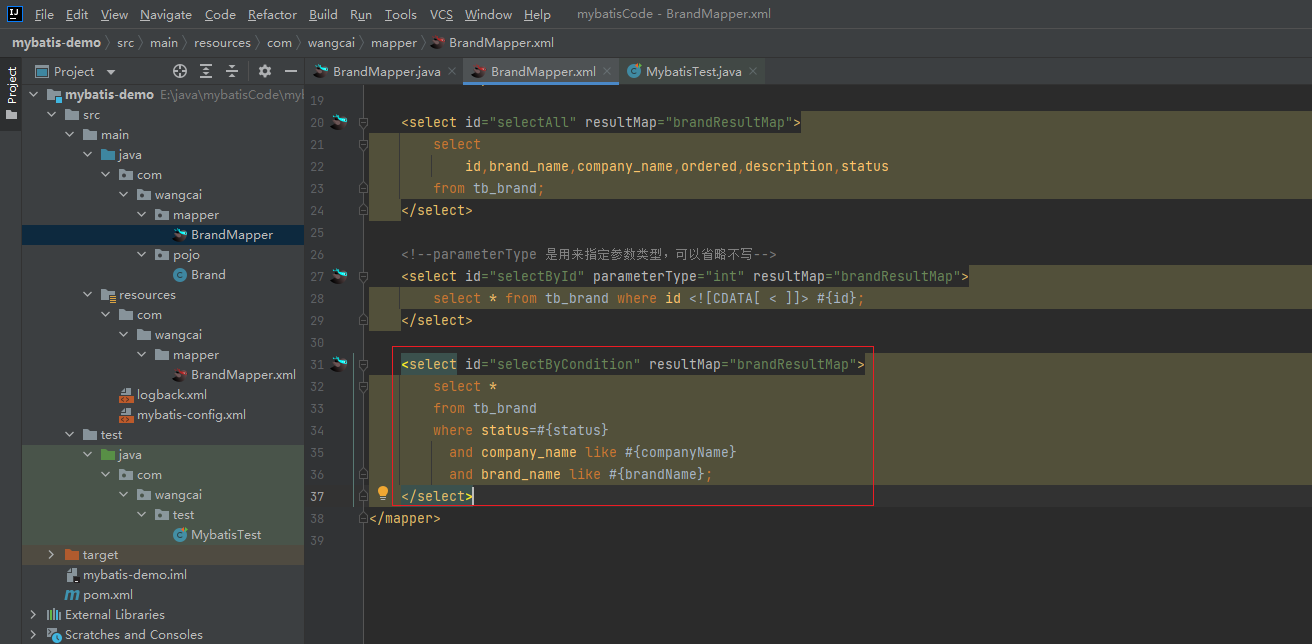 File Edit View Navigate Code Refactor Build Run Tools VCS Window Help mybatisCode - BrandMapper.xml
mybatis-demo src main resources com wangcai mapper BrandMapper.xml
Project
Project
BrandMapper.java BrandMapper.xml MybatisTest.java
mybatis-demo E:\java\mybatisCode\myl
src
main
java
com
wangcai
mapper
BrandMapper
pojo
Brand
resources
com
wangcai
mapper
BrandMapper.xml
logback.xml
mybatis-config.xml
test
java
com
wangcai
test
MybatisTest
target
mybatis-demo.iml
pom.xml
External Libraries
Scratches and Consoles
19
20 <select id="selectAll" resultMap="brandResultMap">
21 select
22 id,brand_name,company_name,ordered,description,status
23 from tb_brand;
24 </select>
25
26 <!--parameterType 是用来指定参数类型，可以省略不写-->
27 <select id="selectById" parameterType="int" resultMap="brandResultMap">
28 select * from tb_brand where id <![CDATA[ < ]]> #{id};
29 </select>
30
31 <select id="selectByCondition" resultMap="brandResultMap">
32 select *
33 from tb_brand
34 where status=#{status}
35 and company_name like #{companyName}
36 and brand_name like #{brandName};
37 </select>
38 </mapper>
39